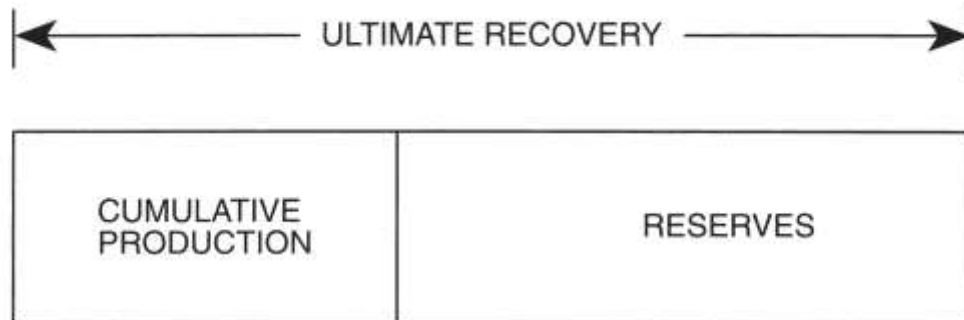 ULTIMATE RECOVERY
CUMULATIVE
PRODUCTION
RESERVES